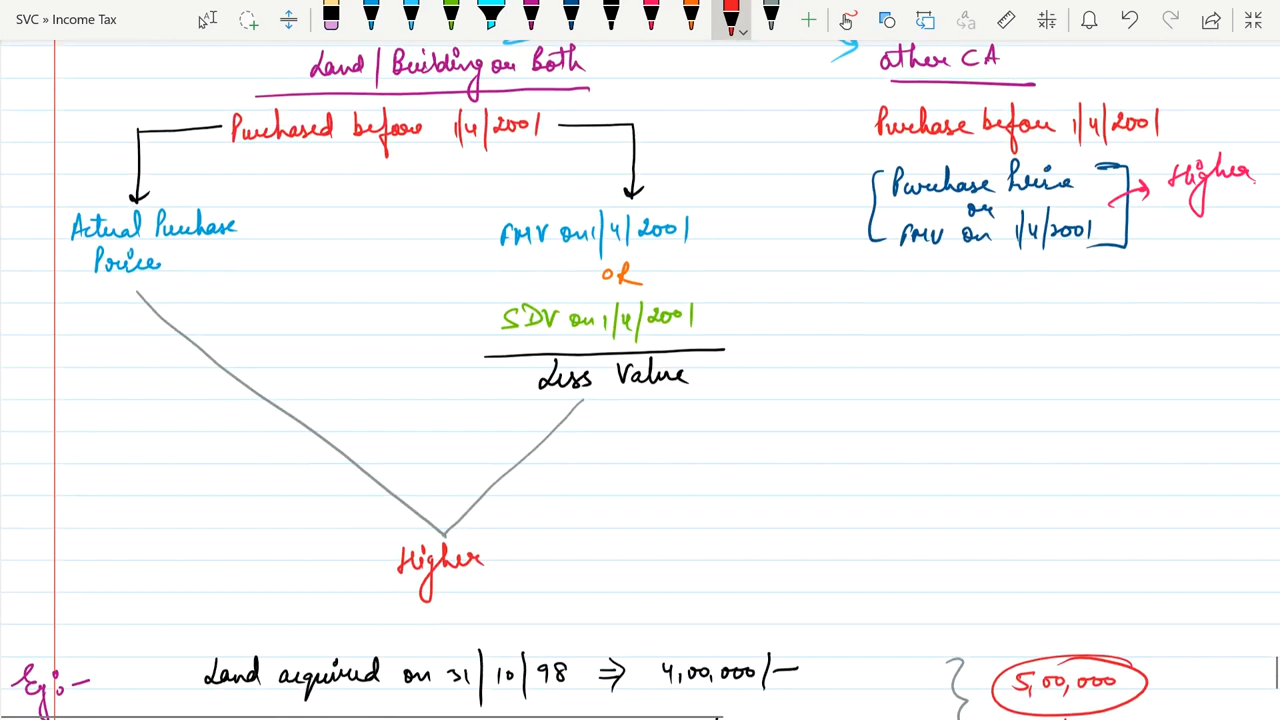 SVC » Income Tax
Land / Building or Both
Purchased before 1/4/2001
Actual Purchase
Price
FMV on 1/4/2001
OR
SDV on 1/4/2001
Less Value
Higher
other CA
Purchase before 1/4/2001
Purchase Price
or
FMV on 1/4/2001
Higher
Eg:-
Land acquired on 31/10/98 ⇒ 4,00,000/-
5,00,000